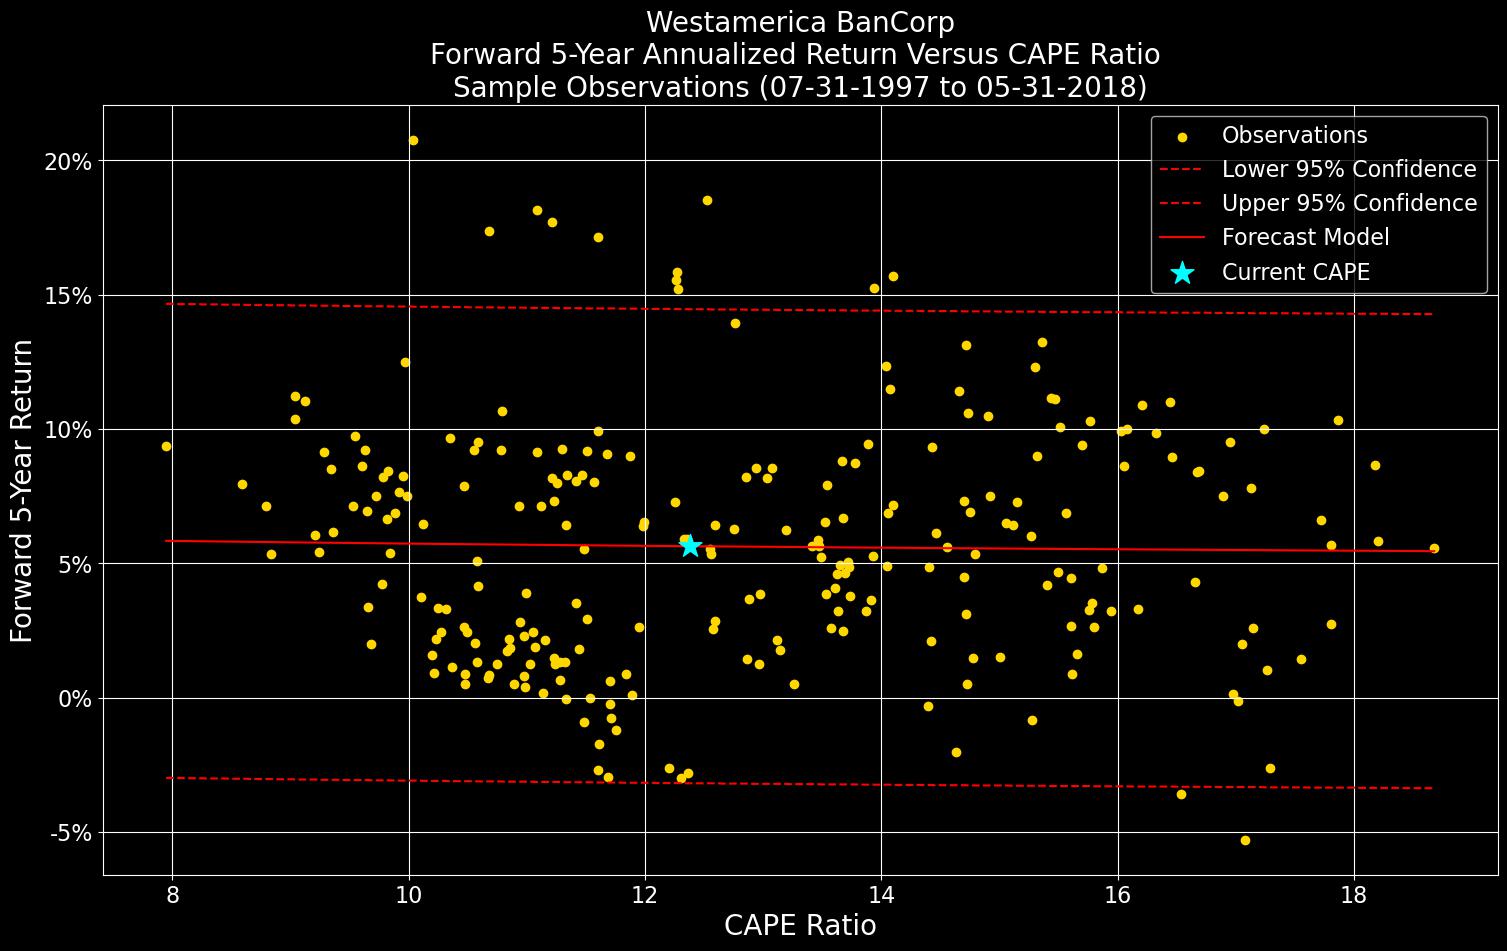 Westamerica BanCorp
Forward 5-Year Annualized Return Versus CAPE Ratio
Sample Observations (07-31-1997 to 05-31-2018)
Observations
Lower 95% Confidence
Upper 95% Confidence
Forecast Model
Current CAPE
Forward 5-Year Return
20%
15%
10%
5%
0%
-5%
8 10 12 14 16 18
CAPE Ratio